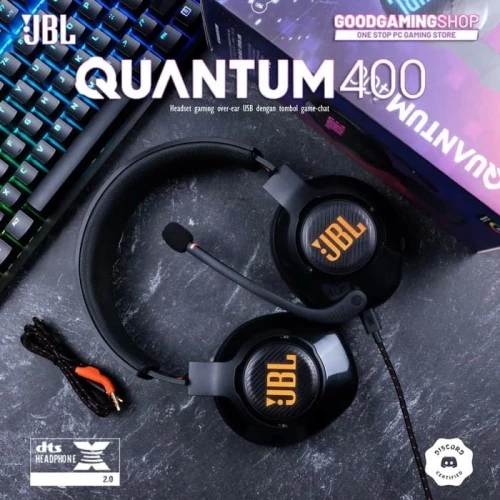 JBL
GOODGAMINGSHOP
ONE STOP PC GAMING STORE
QUANTUM400
Headset gaming over-ear USB dengan tombol game-chat
QUANTUM
JBL
JBL
dts X
HEADPHONE
2.0
DISCORD
CERTIFIED